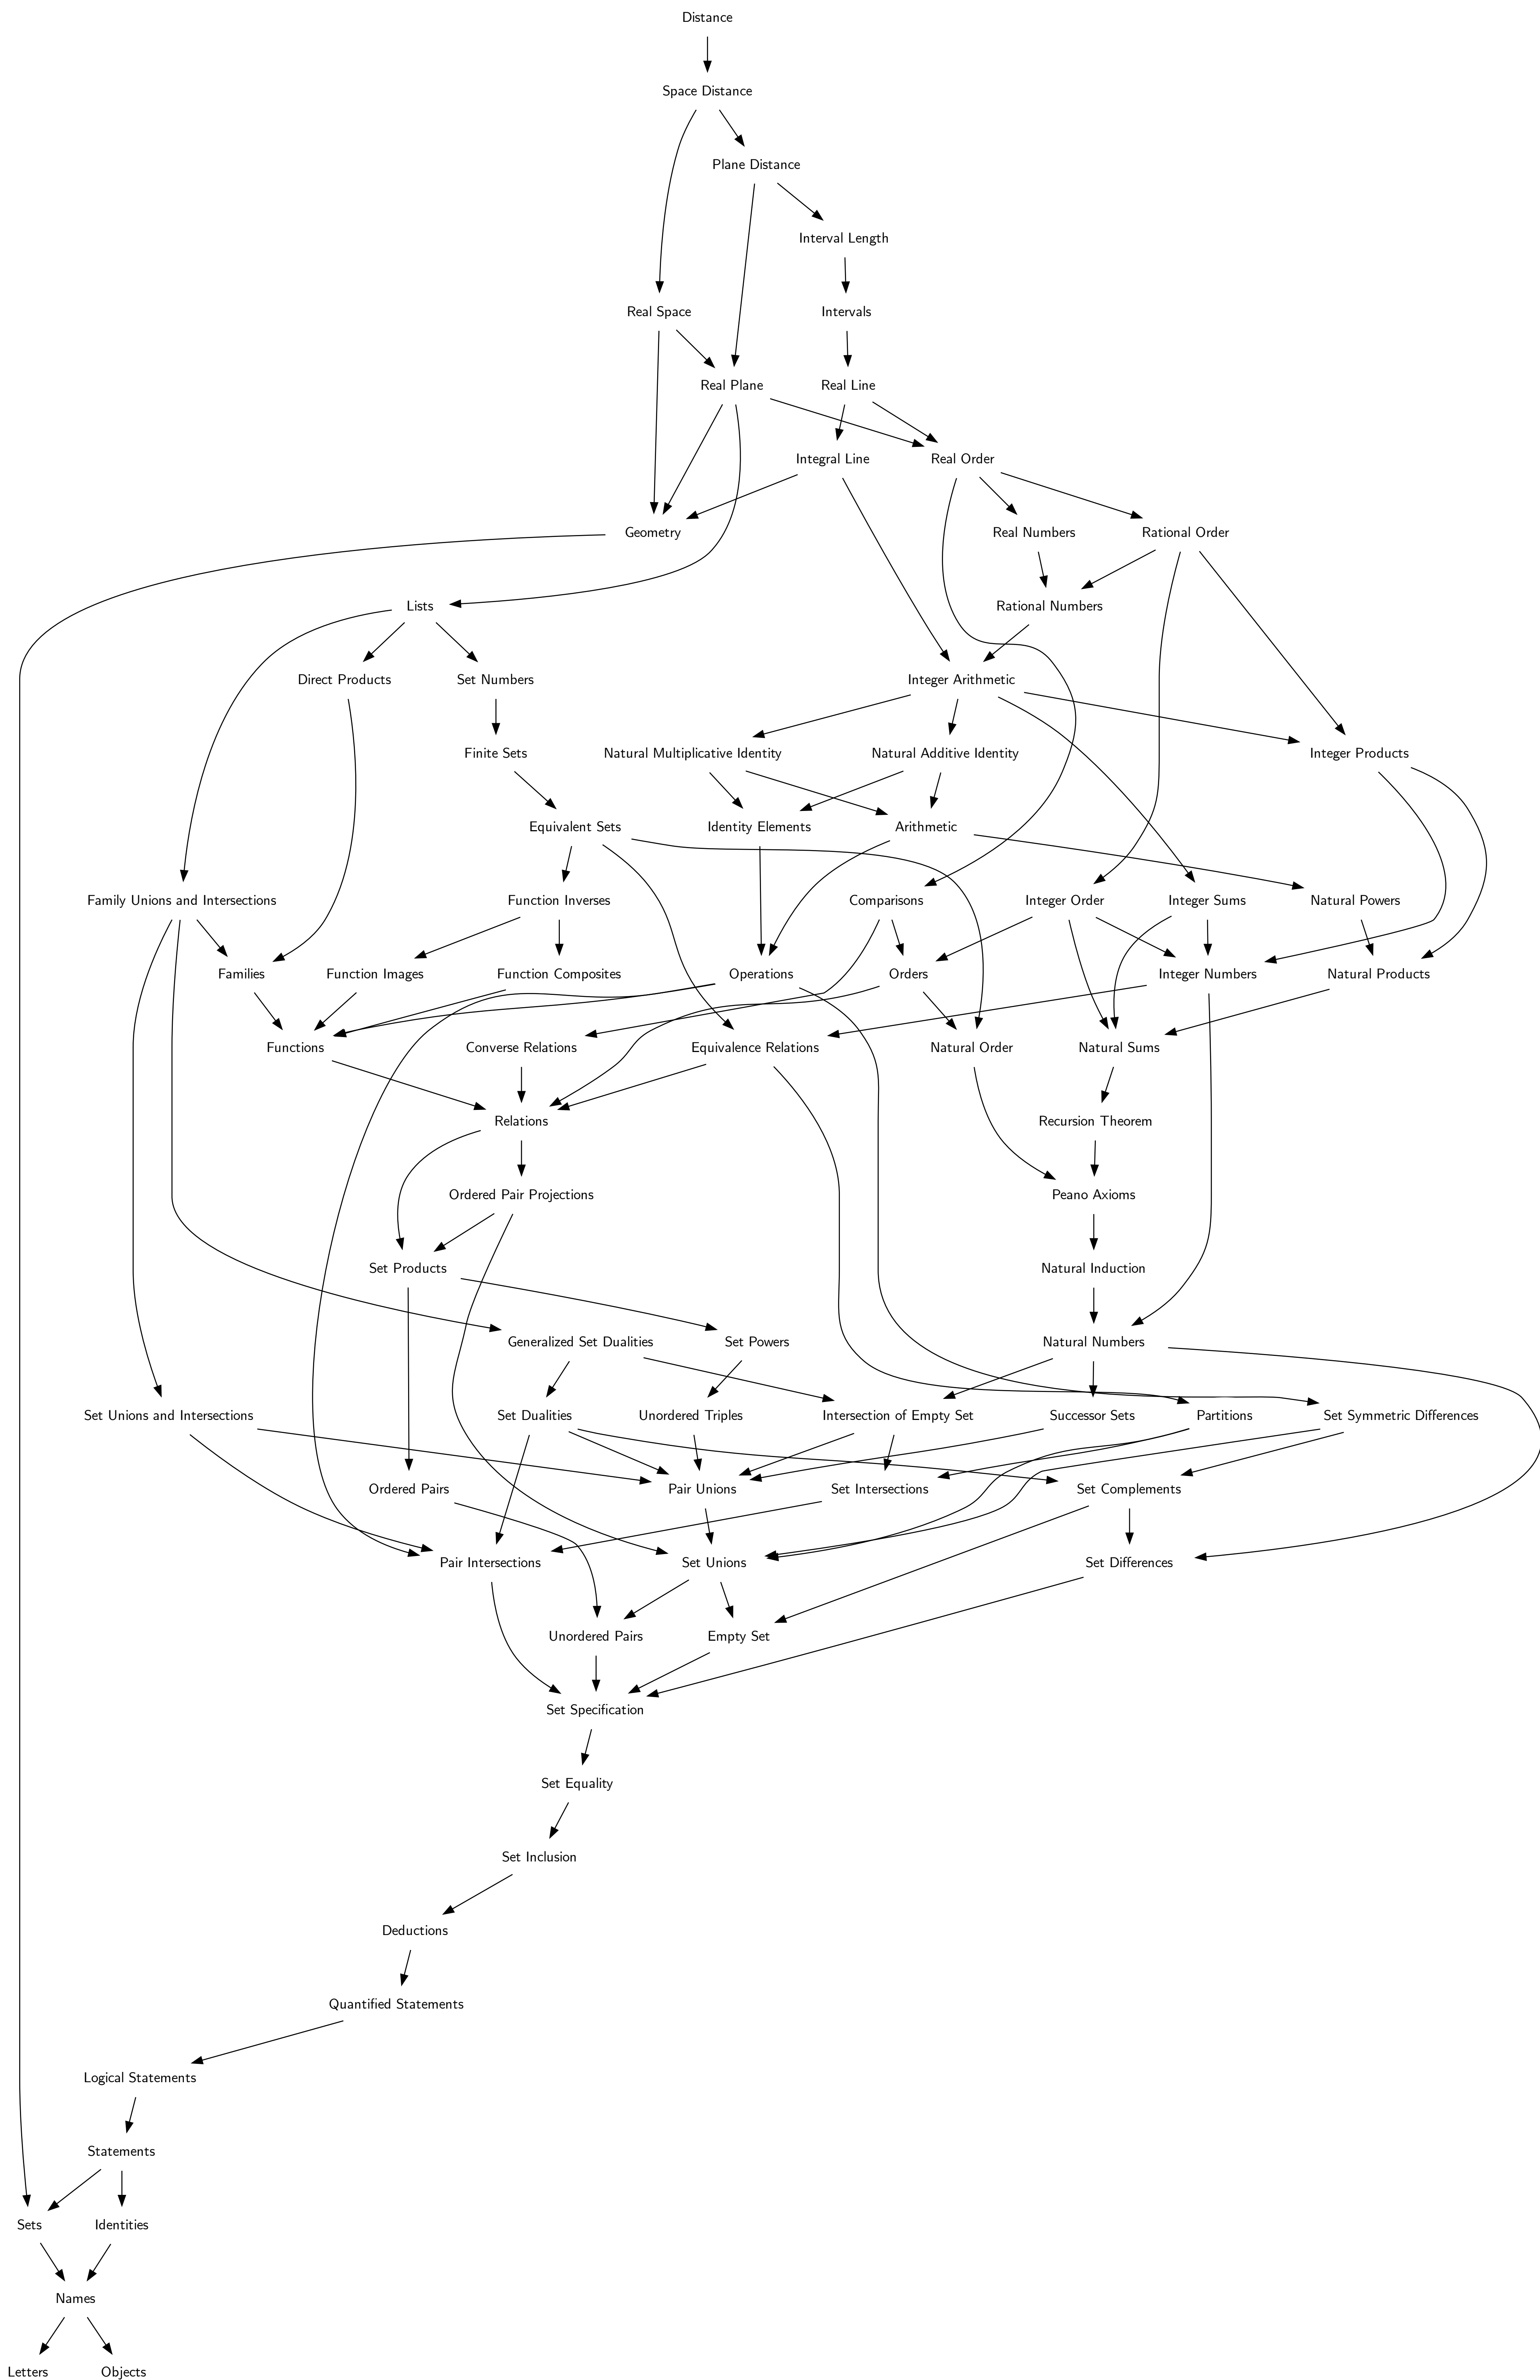 Distance
Space Distance
Plane Distance
Interval Length
Real Space
Intervals
Real Plane
Real Line
Integral Line
Real Order
Geometry
Real Numbers
Rational Order
Lists
Rational Numbers
Direct Products
Set Numbers
Integer Arithmetic
Finite Sets
Natural Multiplicative Identity
Natural Additive Identity
Integer Products
Equivalent Sets
Identity Elements
Arithmetic
Family Unions and Intersections
Function Inverses
Comparisons
Integer Order
Integer Sums
Natural Powers
Families
Function Images
Function Composites
Operations
Orders
Integer Numbers
Natural Products
Functions
Converse Relations
Equivalence Relations
Natural Order
Natural Sums
Relations
Recursion Theorem
Ordered Pair Projections
Peano Axioms
Set Products
Natural Induction
Generalized Set Dualities
Set Powers
Natural Numbers
Set Unions and Intersections
Set Dualities
Unordered Triples
Intersection of Empty Set
Successor Sets
Partitions
Set Symmetric Differences
Ordered Pairs
Pair Unions
Set Intersections
Set Complements
Pair Intersections
Set Unions
Set Differences
Unordered Pairs
Empty Set
Set Specification
Set Equality
Set Inclusion
Deductions
Quantified Statements
Logical Statements
Statements
Sets
Identities
Names
Letters
Objects